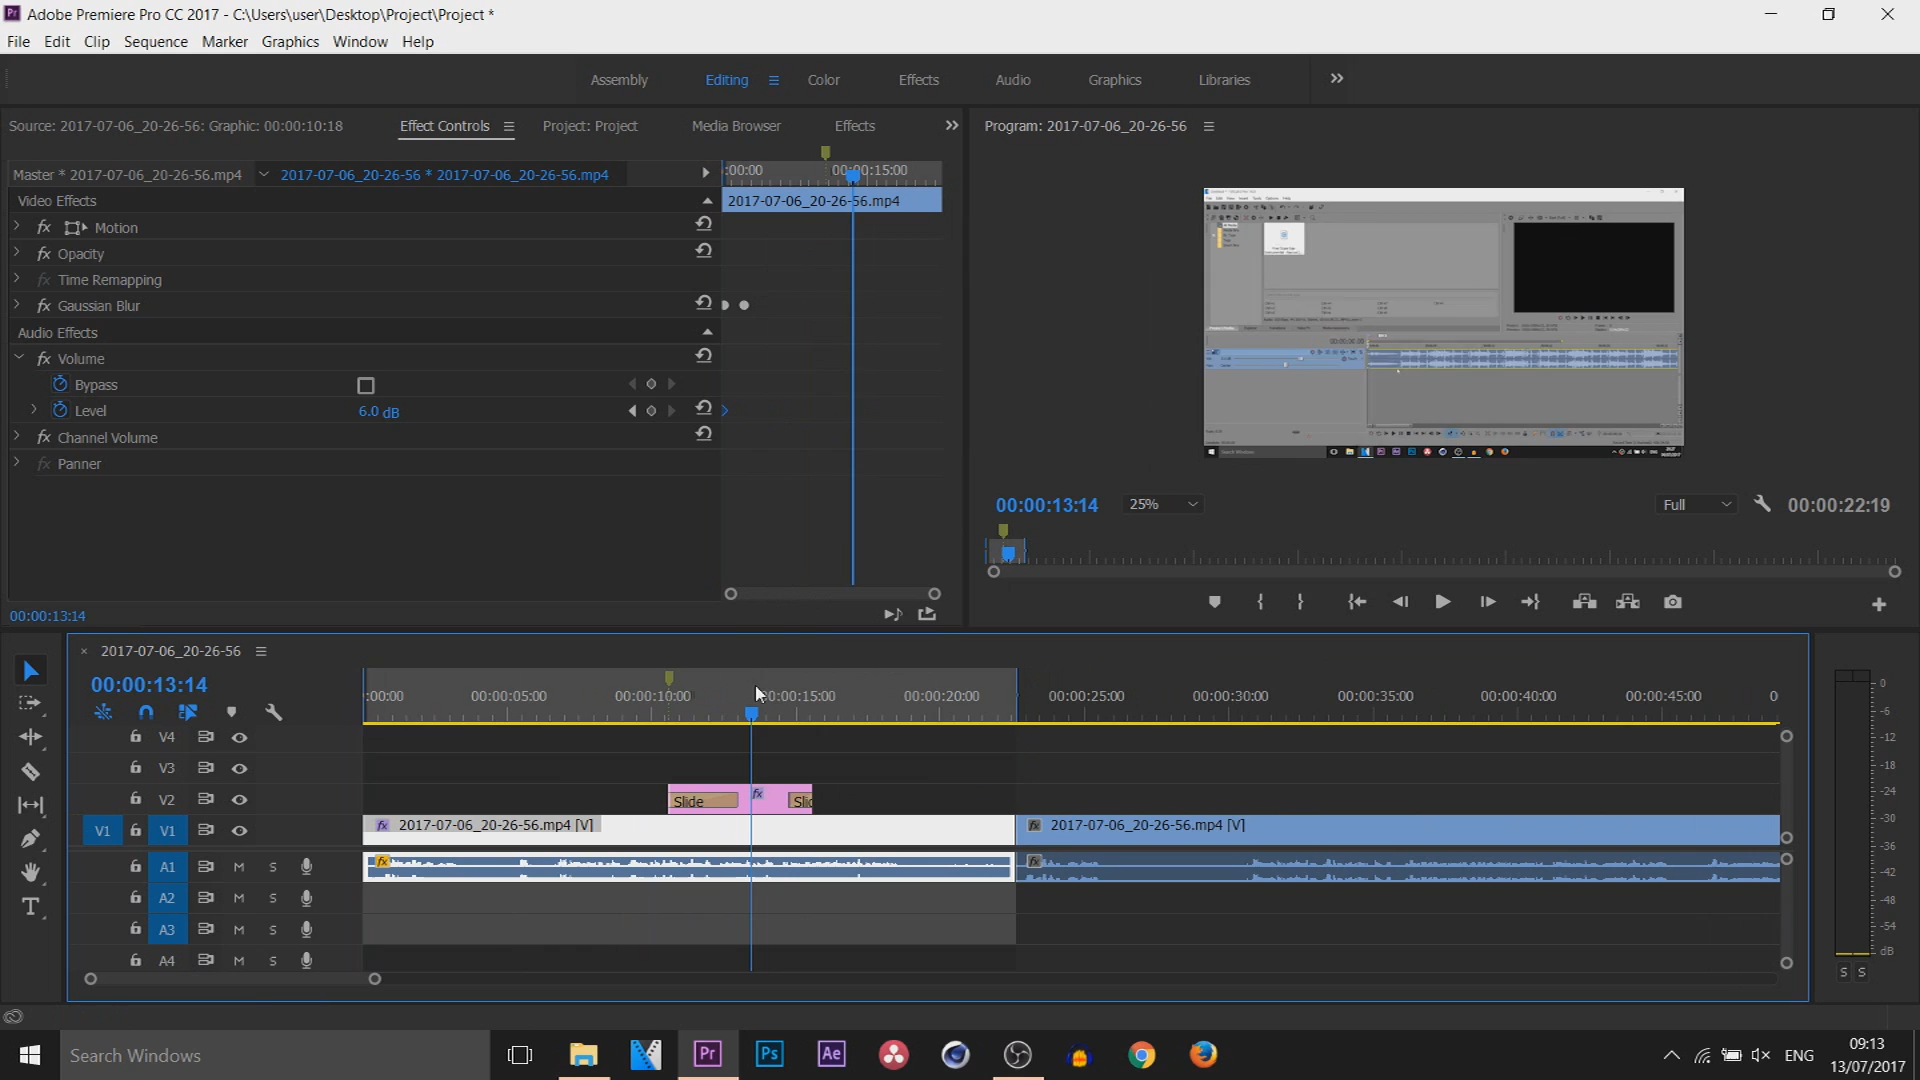 Adobe Premiere Pro CC 2017 - C:\Users\user\Desktop\Project\Project *
File Edit Clip Sequence Marker Graphics Window Help
Assembly Editing Color Effects Audio Graphics Libraries
Source: 2017-07-06_20-26-56: Graphic: 00:00:10:18 Effect Controls Project: Project Media Browser Effects
Program: 2017-07-06_20-26-56
Master * 2017-07-06_20-26-56.mp4 2017-07-06_20-26-56 * 2017-07-06_20-26-56.mp4
:00:00 00:00:15:00
Video Effects
2017-07-06_20-26-56.mp4
fx Motion
fx Opacity
fx Time Remapping
fx Gaussian Blur
Audio Effects
fx Volume
Bypass
Level 6.0 dB
fx Channel Volume
fx Panner
00:00:13:14
00:00:13:14 25% Full 00:00:22:19
× 2017-07-06_20-26-56
00:00:13:14
:00:00 00:00:05:00 00:00:10:00 00:00:15:00 00:00:20:00 00:00:25:00 00:00:30:00 00:00:35:00 00:00:40:00 00:00:45:00 0
V4
V3
V2 Slide fx Slic
V1 V1 fx 2017-07-06_20-26-56.mp4 [V] fx 2017-07-06_20-26-56.mp4 [V]
A1 M S fx fx
A2 M S
A3 M S
A4 M S
0
-6
-12
-18
-24
-30
-36
-42
-48
-54
dB
S S
Search Windows
Pr Ps Ae
ENG
09:13
13/07/2017